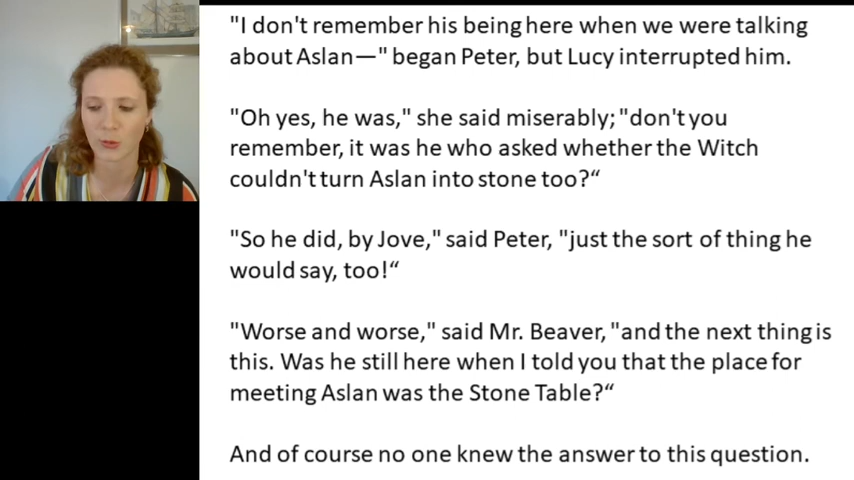 "I don't remember his being here when we were talking
about Aslan—" began Peter, but Lucy interrupted him.
"Oh yes, he was," she said miserably; "don't you
remember, it was he who asked whether the Witch
couldn't turn Aslan into stone too?“
"So he did, by Jove," said Peter, "just the sort of thing he
would say, too!“
"Worse and worse," said Mr. Beaver, "and the next thing is
this. Was he still here when I told you that the place for
meeting Aslan was the Stone Table?“
And of course no one knew the answer to this question.